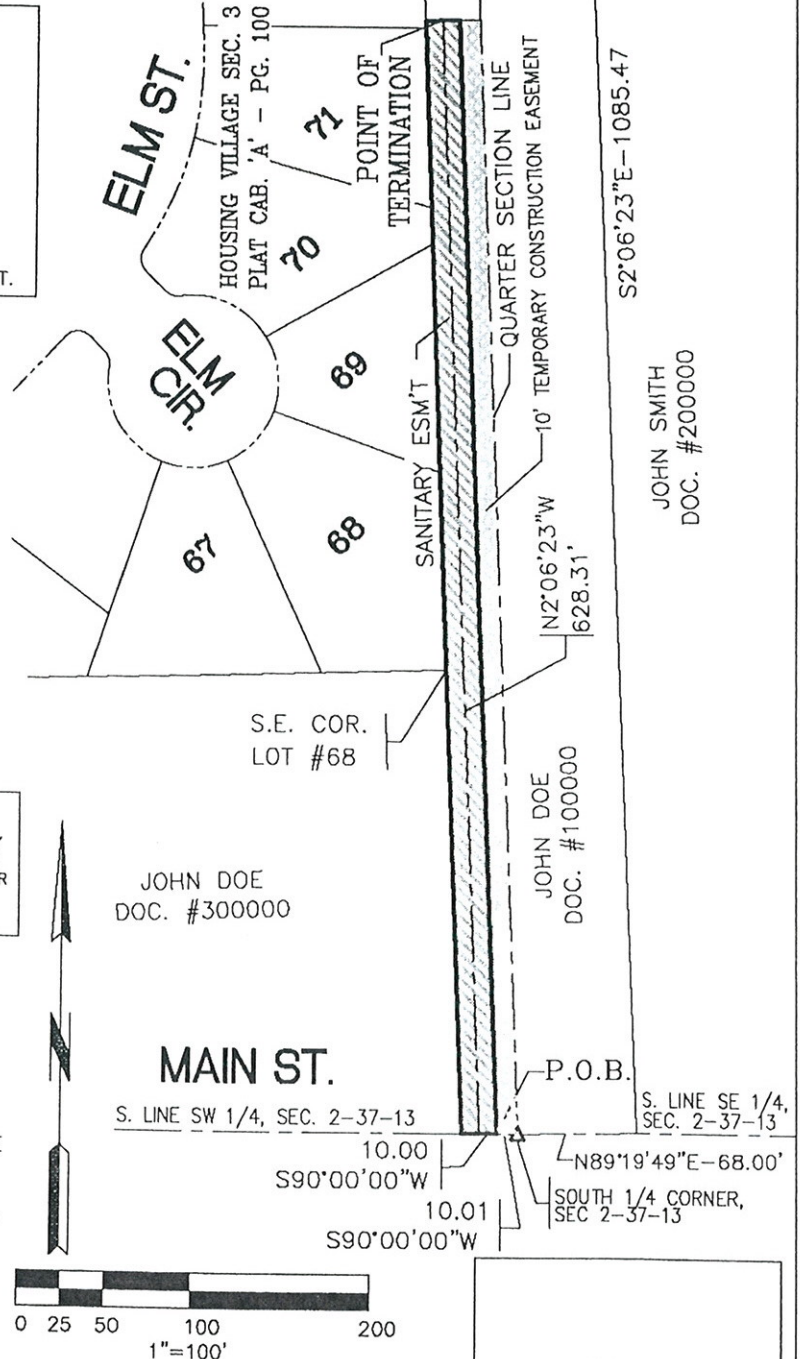 ELM ST.
HOUSING VILLAGE SEC. 3
PLAT CAB. 'A' – PG. 100
71
POINT OF
TERMINATION
QUARTER SECTION LINE
10' TEMPORARY CONSTRUCTION EASEMENT
S2°06'23"E–1085.47
T.
70
ELM
CIR.
69
SANITARY ESM'T
JOHN SMITH
DOC. #200000
67
68
N2°06'23"W
628.31'
S.E. COR.
LOT #68
JOHN DOE
DOC. #100000
R
JOHN DOE
DOC. #300000
N
MAIN ST.
P.O.B.
S. LINE SW 1/4, SEC. 2–37–13
S. LINE SE 1/4,
SEC. 2–37–13
10.00
S90°00'00"W
N89°19'49"E–68.00'
10.01
S90°00'00"W
SOUTH 1/4 CORNER,
SEC 2–37–13
0 25 50 100 200
1"=100'